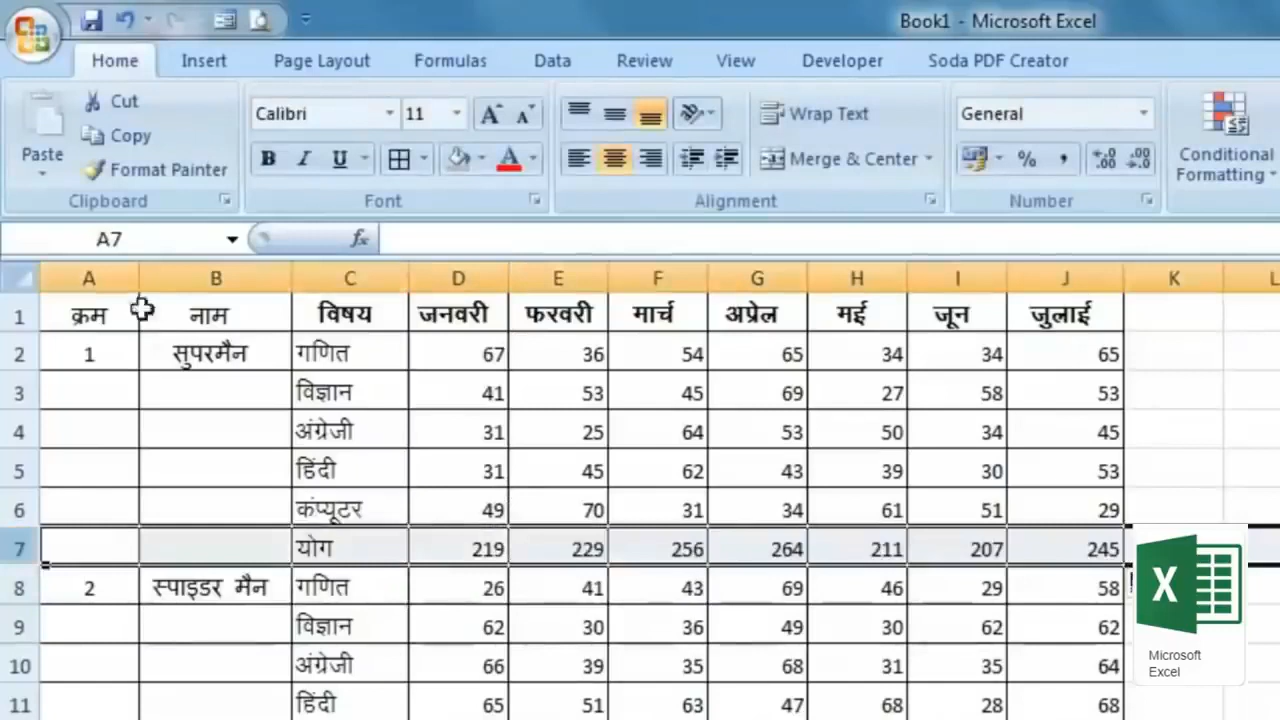 Book1 - Microsoft Excel
Home Insert Page Layout Formulas Data Review View Developer Soda PDF Creator
Cut
Copy
Paste
Format Painter
Clipboard
Calibri 11
B I U
Font
Wrap Text
Merge & Center
Alignment
General
Number
Conditional
Formatting
A7 fx
A B C D E F G H I J K L
1 क्रम नाम विषय जनवरी फरवरी मार्च अप्रेल मई जून जुलाई
2 1 सुपरमैन गणित 67 36 54 65 34 34 65
3 विज्ञान 41 53 45 69 27 58 53
4 अंग्रेजी 31 25 64 53 50 34 45
5 हिंदी 31 45 62 43 39 30 53
6 कंप्यूटर 49 70 31 34 61 51 29
7 योग 219 229 256 264 211 207 245
8 2 स्पाइडर मैन गणित 26 41 43 69 46 29 58
9 विज्ञान 62 30 36 49 30 62 62
10 अंग्रेजी 66 39 35 68 31 35 64
11 हिंदी 65 51 63 47 68 28 68
X
Microsoft
Excel